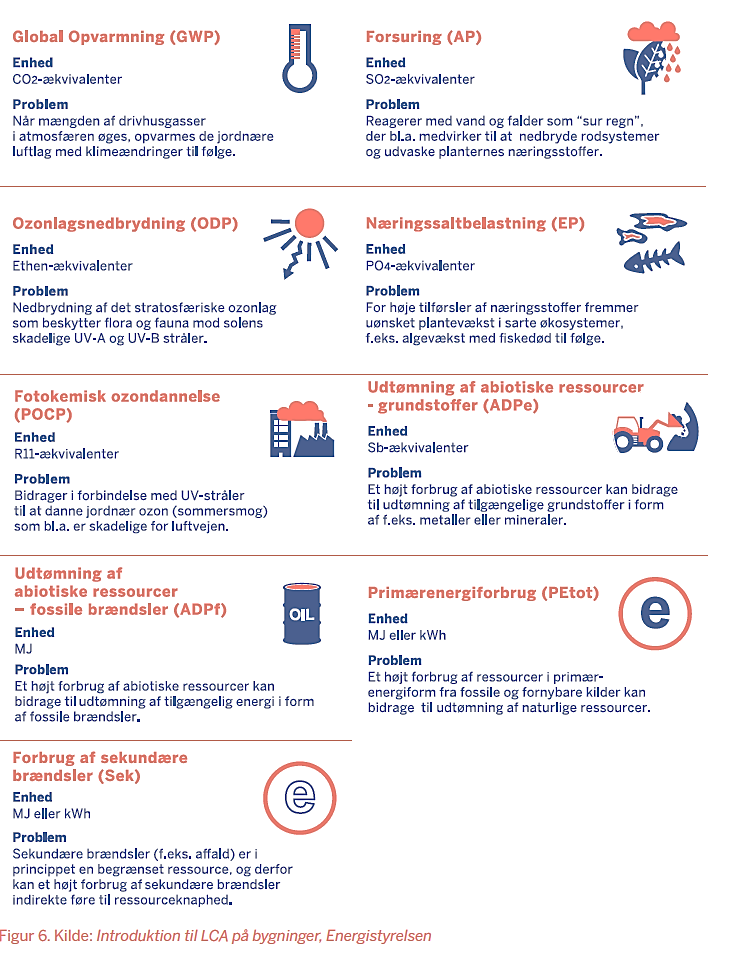 Global Opvarmning (GWP)
Enhed
CO2-ækvivalenter
Problem
Når mængden af drivhusgasser
i atmosfæren øges, opvarmes de jordnære
luftlag med klimeændringer til følge.
Forsuring (AP)
Enhed
SO2-ækvivalenter
Problem
Reagerer med vand og falder som “sur regn”,
der bl.a. medvirker til at nedbryde rodsystemer
og udvaske planternes næringsstoffer.
Ozonlagsnedbrydning (ODP)
Enhed
Ethen-ækvivalenter
Problem
Nedbrydning af det stratosfæriske ozonlag
som beskytter flora og fauna mod solens
skadelige UV-A og UV-B stråler.
Næringssaltbelastning (EP)
Enhed
PO4-ækvivalenter
Problem
For høje tilførsler af næringsstoffer fremmer
uønsket plantevækst i sarte økosystemer,
f.eks. algevækst med fiskedød til følge.
Fotokemisk ozondannelse
(POCP)
Enhed
R11-ækvivalenter
Problem
Bidrager i forbindelse med UV-stråler
til at danne jordnær ozon (sommersmog)
som bl.a. er skadelige for luftvejen.
Udtømning af abiotiske ressourcer
- grundstoffer (ADPe)
Enhed
Sb-ækvivalenter
Problem
Et højt forbrug af abiotiske ressourcer kan bidrage
til udtømning af tilgængelige grundstoffer i form
af f.eks. metaller eller mineraler.
Udtømning af
abiotiske ressourcer
– fossile brændsler (ADPf)
Enhed
MJ
Problem
Et højt forbrug af abiotiske ressourcer kan
bidrage til udtømning af tilgængelig energi i form
af fossile brændsler.
OIL
Primærenergiforbrug (PEtot)
Enhed
MJ eller kWh
Problem
Et højt forbrug af ressourcer i primær-
energiform fra fossile og fornybare kilder kan
bidrage til udtømning af naturlige ressourcer.
e
Forbrug af sekundære
brændsler (Sek)
Enhed
MJ eller kWh
Problem
Sekundære brændsler (f.eks. affald) er i
princippet en begrænset ressource, og derfor
kan et højt forbrug af sekundære brændsler
indirekte føre til ressourceknaphed.
e
Figur 6. Kilde: Introduktion til LCA på bygninger, Energistyrelsen